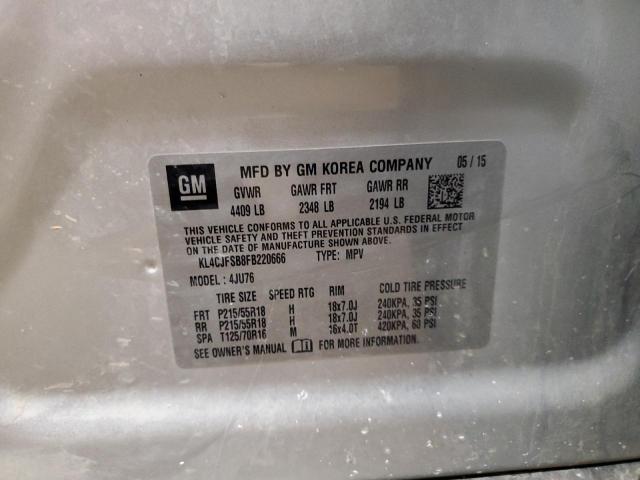 GM MFD BY GM KOREA COMPANY 05 / 15
GVWR GAWR FRT GAWR RR
4409 LB 2348 LB 2194 LB
THIS VEHICLE CONFORMS TO ALL APPLICABLE U.S. FEDERAL MOTOR
VEHICLE SAFETY AND THEFT PREVENTION STANDARDS IN EFFECT
ON THE DATE OF MANUFACTURE SHOWN ABOVE.
KL4CJFSB8FB220666 TYPE: MPV
MODEL : 4JU76
TIRE SIZE SPEED RTG RIM COLD TIRE PRESSURE
FRT P215/55R18 H 18x7.0J 240KPA, 35 PSI
RR P215/55R18 H 18x7.0J 240KPA, 35 PSI
SPA T125/70R16 M 16x4.0T 420KPA, 60 PSI
SEE OWNER'S MANUAL FOR MORE INFORMATION.